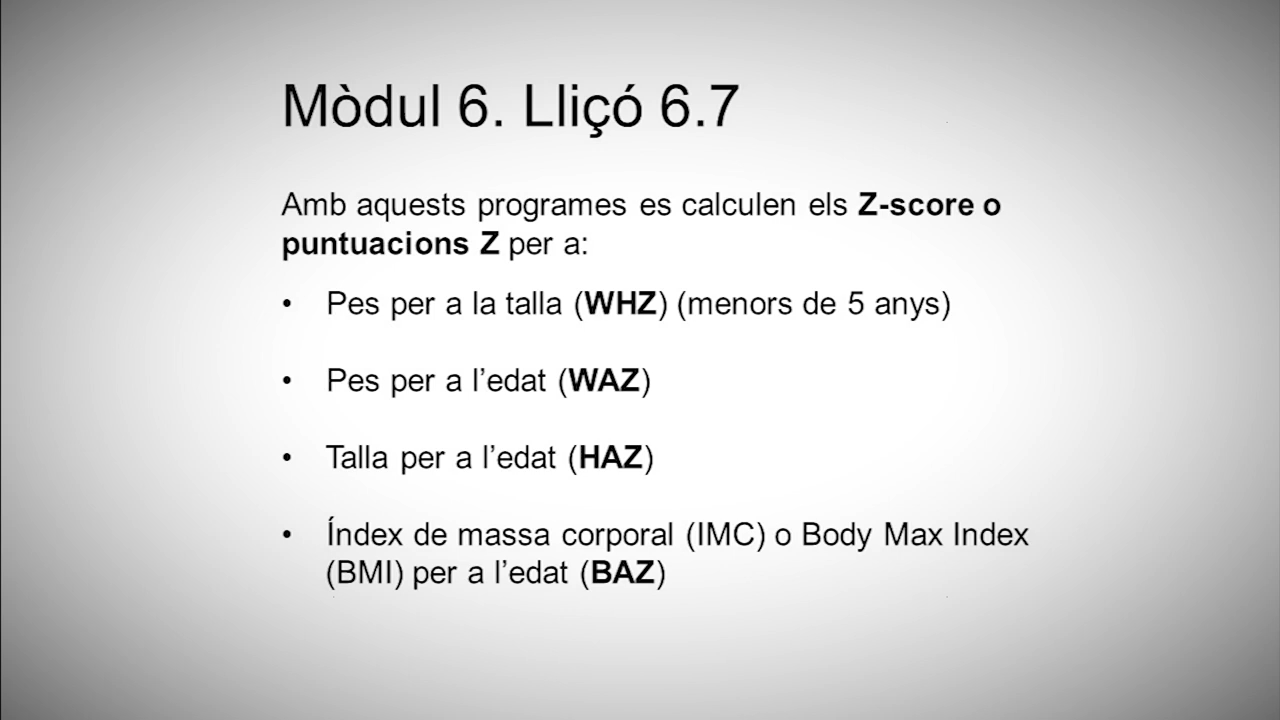 Mòdul 6. Lliçó 6.7
Amb aquests programes es calculen els Z-score o
puntuacions Z per a:
• Pes per a la talla (WHZ) (menors de 5 anys)
• Pes per a l’edat (WAZ)
• Talla per a l’edat (HAZ)
• Índex de massa corporal (IMC) o Body Max Index
(BMI) per a l’edat (BAZ)